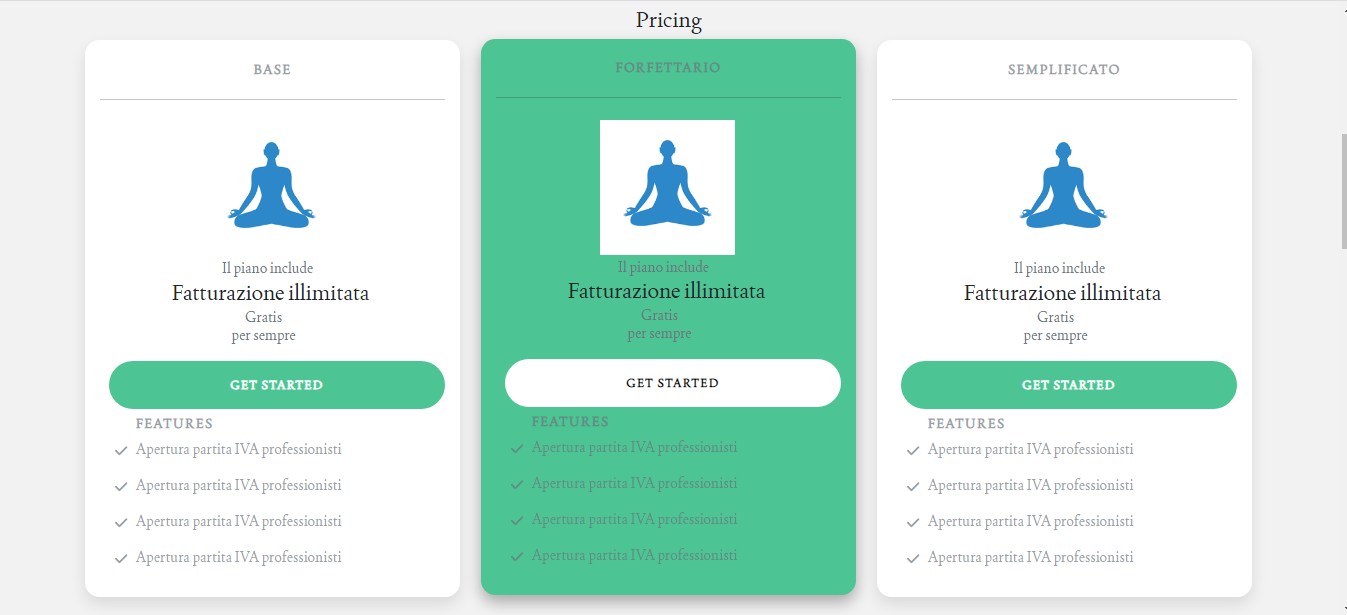 Pricing
BASE
Il piano include
Fatturazione illimitata
Gratis
per sempre
GET STARTED
FEATURES
Apertura partita IVA professionisti
Apertura partita IVA professionisti
Apertura partita IVA professionisti
Apertura partita IVA professionisti
FORFETTARIO
Il piano include
Fatturazione illimitata
Gratis
per sempre
GET STARTED
FEATURES
Apertura partita IVA professionisti
Apertura partita IVA professionisti
Apertura partita IVA professionisti
Apertura partita IVA professionisti
SEMPLIFICATO
Il piano include
Fatturazione illimitata
Gratis
per sempre
GET STARTED
FEATURES
Apertura partita IVA professionisti
Apertura partita IVA professionisti
Apertura partita IVA professionisti
Apertura partita IVA professionisti